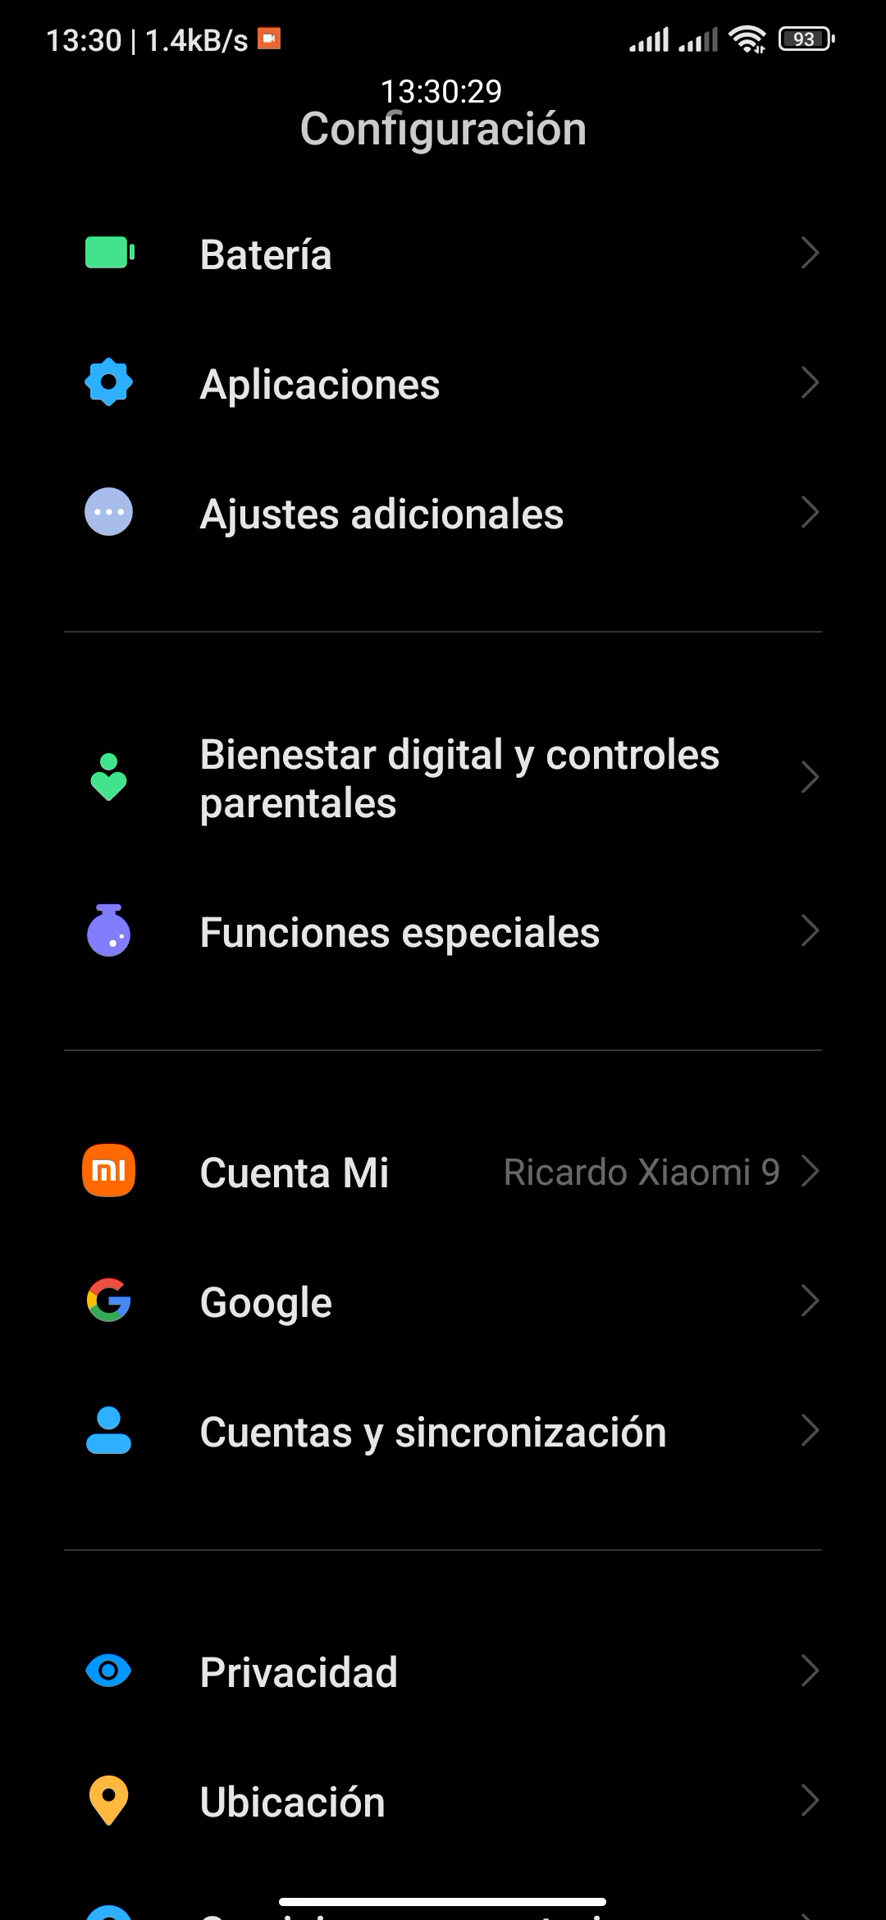 13:30 | 1.4kB/s
93
13:30:29
Configuración
Batería
Aplicaciones
Ajustes adicionales
Bienestar digital y controles
parentales
Funciones especiales
Cuenta Mi
Ricardo Xiaomi 9
Google
Cuentas y sincronización
Privacidad
Ubicación